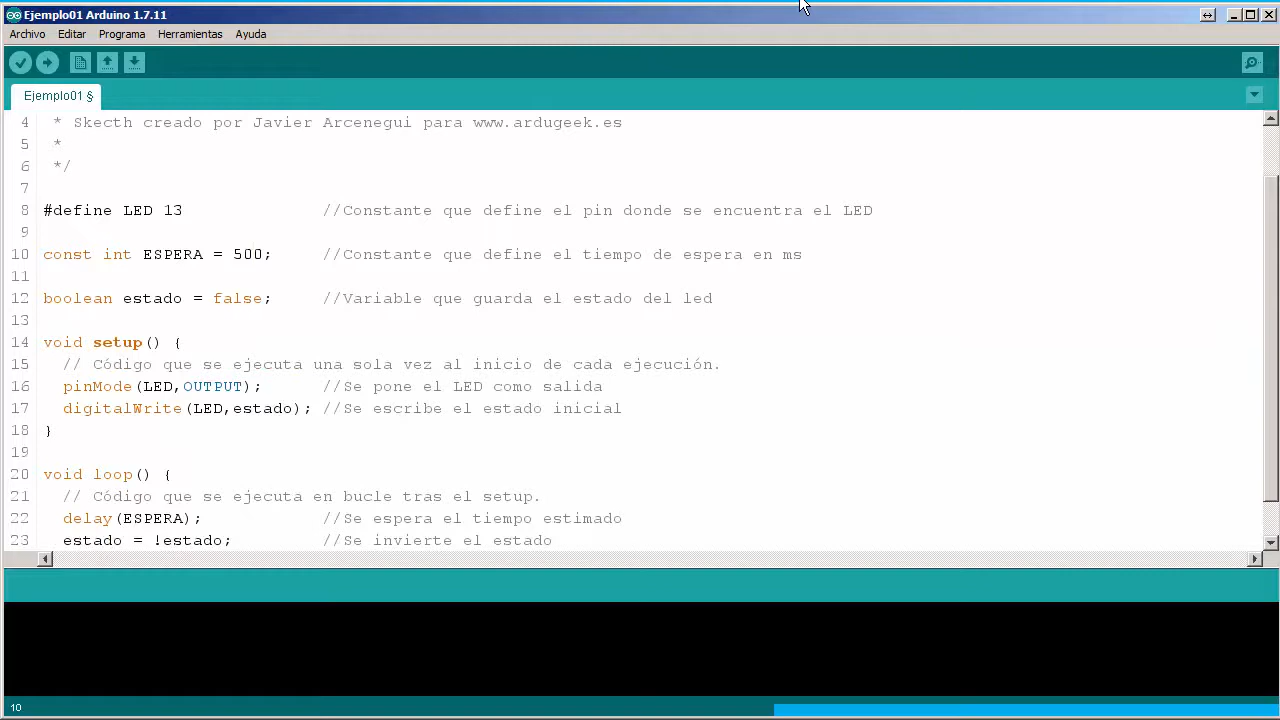 Ejemplo01 Arduino 1.7.11
Archivo Editar Programa Herramientas Ayuda
Ejemplo01 §
4 * Skecth creado por Javier Arcenegui para www.ardugeek.es
5 *
6 */
7
8 #define LED 13 //Constante que define el pin donde se encuentra el LED
9
10 const int ESPERA = 500; //Constante que define el tiempo de espera en ms
11
12 boolean estado = false; //Variable que guarda el estado del led
13
14 void setup() {
15 // Código que se ejecuta una sola vez al inicio de cada ejecución.
16 pinMode(LED,OUTPUT); //Se pone el LED como salida
17 digitalWrite(LED,estado); //Se escribe el estado inicial
18 }
19
20 void loop() {
21 // Código que se ejecuta en bucle tras el setup.
22 delay(ESPERA); //Se espera el tiempo estimado
23 estado = !estado; //Se invierte el estado
10